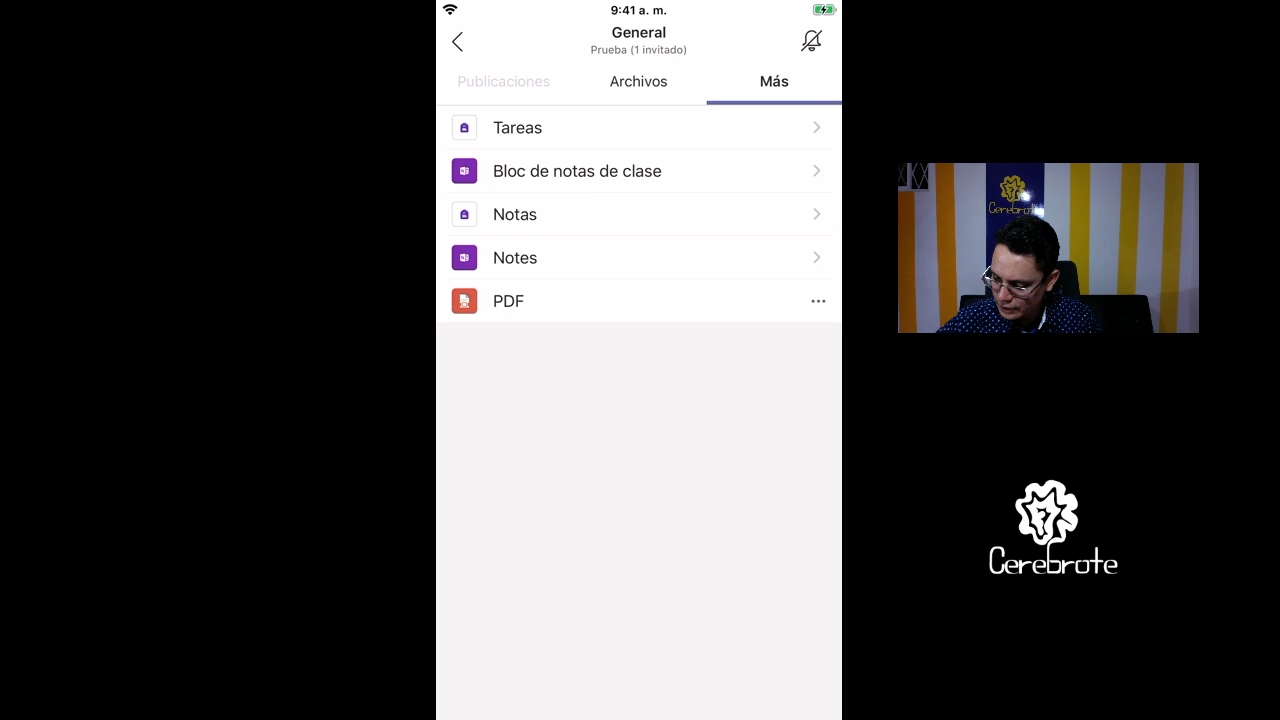 9:41 a. m.
General
Prueba (1 invitado)
Publicaciones
Archivos
Más
Tareas
Bloc de notas de clase
Notas
Notes
PDF
Cerebrote
Cerebrote